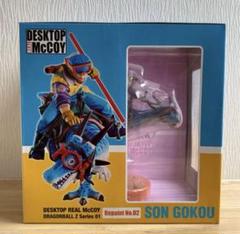 DESKTOP
REAL
McCOY
DESKTOP REAL McCOY
DRAGONBALL Z Series 01
Repaint No.02
SON GOKOU